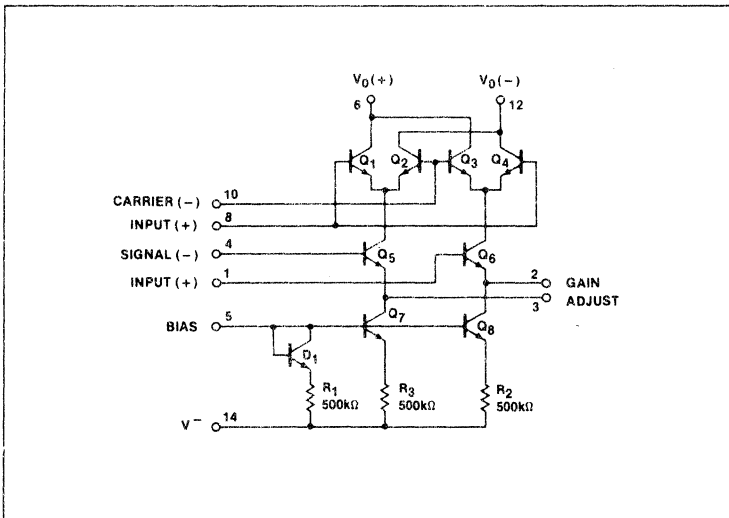 V0(+) V0(-)
6 12
Q1 Q2 Q3 Q4
CARRIER (-) 10
INPUT (+) 8
SIGNAL (-) 4 Q5 Q6
INPUT (+) 1 2 GAIN
3 ADJUST
BIAS 5 Q7 Q8
D1
R1 500kΩ R3 500kΩ R2 500kΩ
V- 14